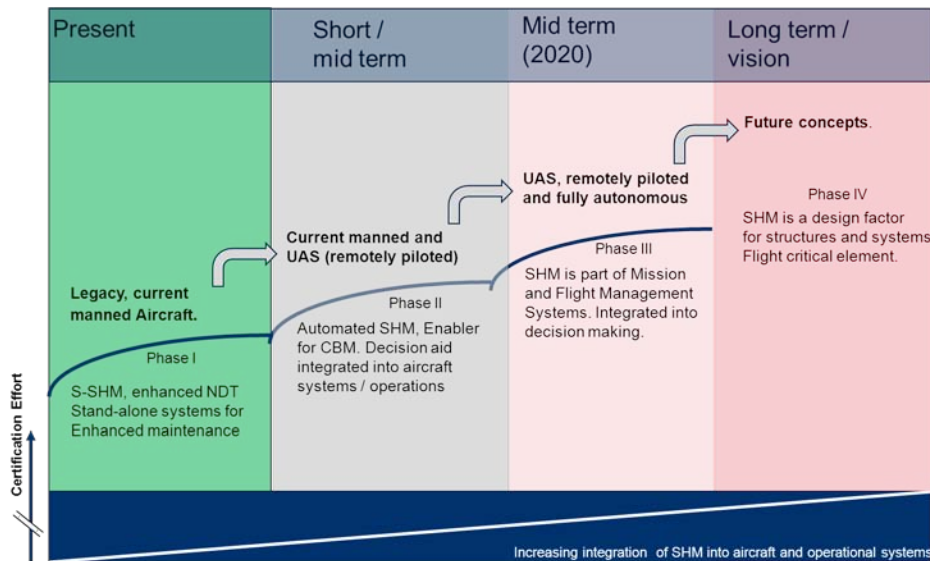 Present
Short /
mid term
Mid term
(2020)
Long term /
vision
Legacy, current
manned Aircraft.
Phase I
S-SHM, enhanced NDT
Stand-alone systems for
Enhanced maintenance
Current manned and
UAS (remotely piloted)
Phase II
Automated SHM, Enabler
for CBM. Decision aid
integrated into aircraft
systems / operations
UAS, remotely piloted
and fully autonomous
Phase III
SHM is part of Mission
and Flight Management
Systems. Integrated into
decision making.
Future concepts.
Phase IV
SHM is a design factor
for structures and systems
Flight critical element.
Certification Effort
Increasing integration of SHM into aircraft and operational systems